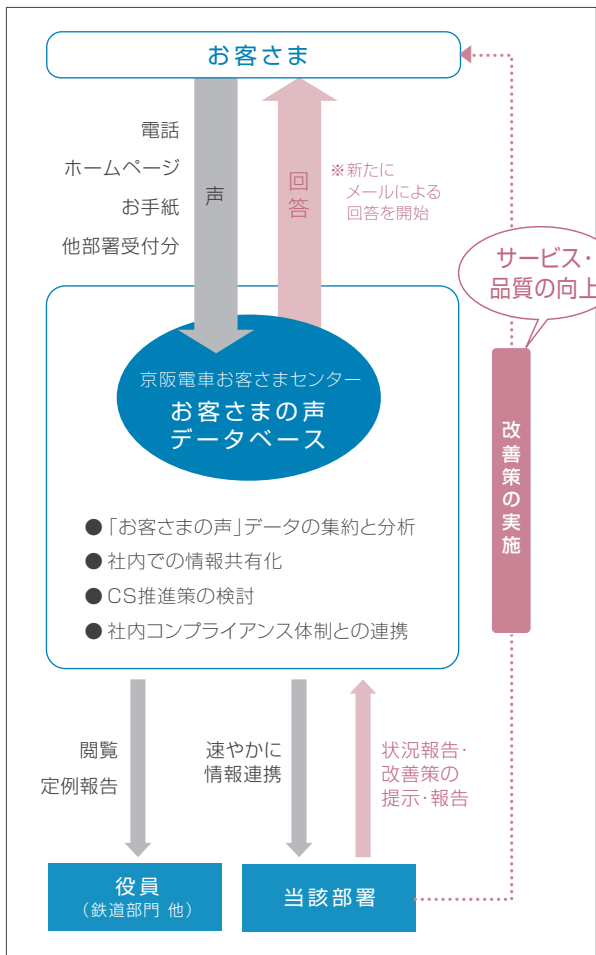 お客さま
電話
ホームページ
お手紙
他部署受付分
声
回答
※新たに
メールによる
回答を開始
サービス・
品質の向上
京阪電車お客さまセンター
お客さまの声
データベース
改善策の実施
●「お客さまの声」データの集約と分析
●社内での情報共有化
●CS推進策の検討
●社内コンプライアンス体制との連携
閲覧
定例報告
速やかに
情報連携
状況報告・
改善策の
提示・報告
役員
（鉄道部門 他）
当該部署